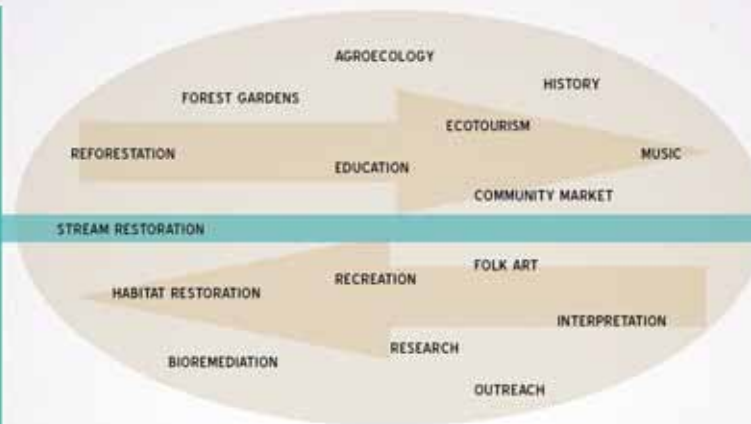 AGROECOLOGY
HISTORY
FOREST GARDENS
ECOTOURISM
REFORESTATION
MUSIC
EDUCATION
COMMUNITY MARKET
STREAM RESTORATION
FOLK ART
RECREATION
HABITAT RESTORATION
INTERPRETATION
RESEARCH
BIOREMEDIATION
OUTREACH